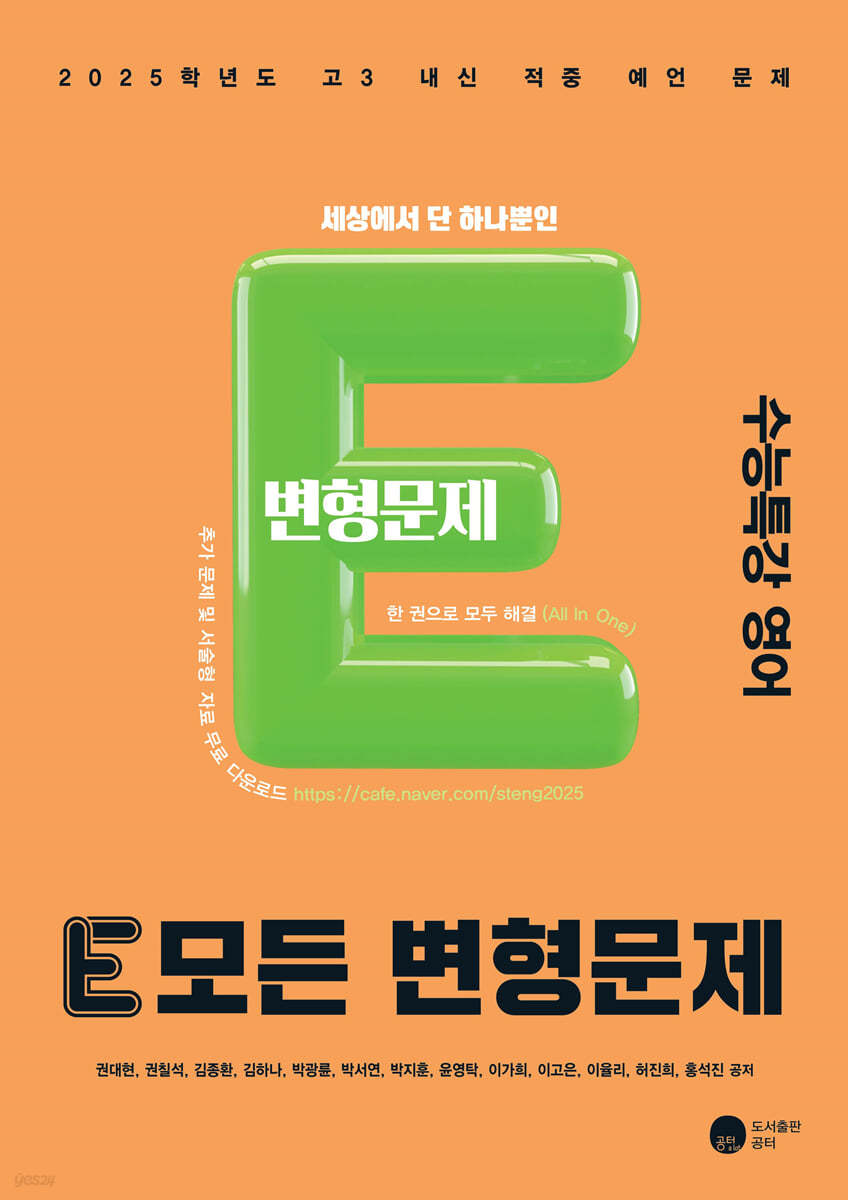 2025학년도 고3 내신 적중 예언 문제
세상에서 단 하나뿐인
변형문제
한 권으로 모두 해결 (All In One)
수능특강 영어
추가 문제 및 서술형 자료 무료 다운로드 https://cafe.naver.com/steng2025
E모든 변형문제
권대현, 권칠석, 김종환, 김하나, 박광륜, 박서연, 박지훈, 윤영탁, 이가희, 이고은, 이율리, 허진희, 홍석진 공저
공터
a lot
도서출판
공터
yes24